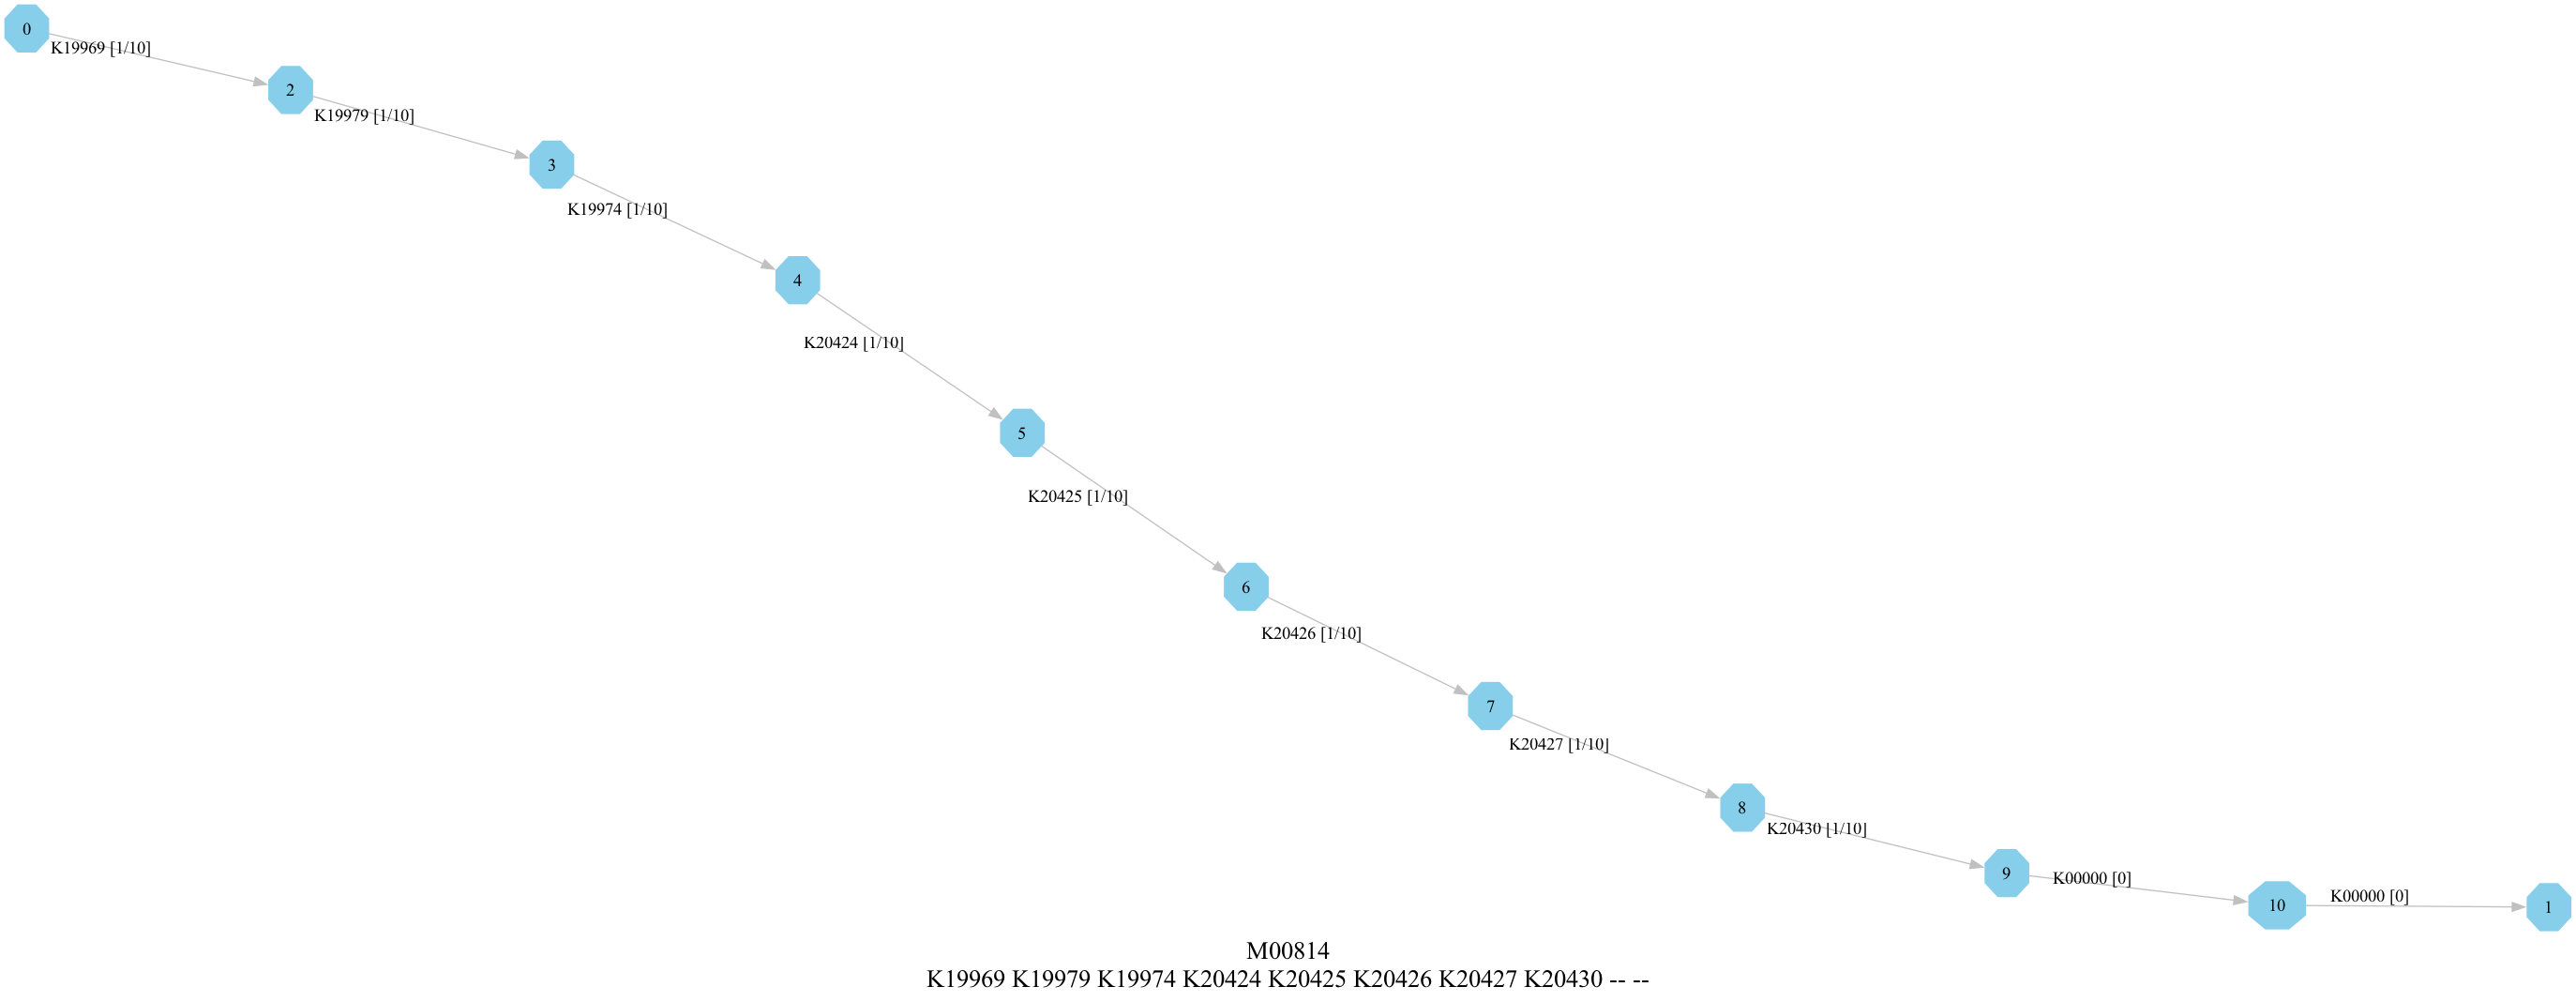 0
K19969 [1/10]
2
K19979 [1/10]
3
K19974 [1/10]
4
K20424 [1/10]
5
K20425 [1/10]
6
K20426 [1/10]
7
K20427 [1/10]
8
K20430 [1/10]
9
K00000 [0]
10
K00000 [0]
1
M00814
K19969 K19979 K19974 K20424 K20425 K20426 K20427 K20430 -- --